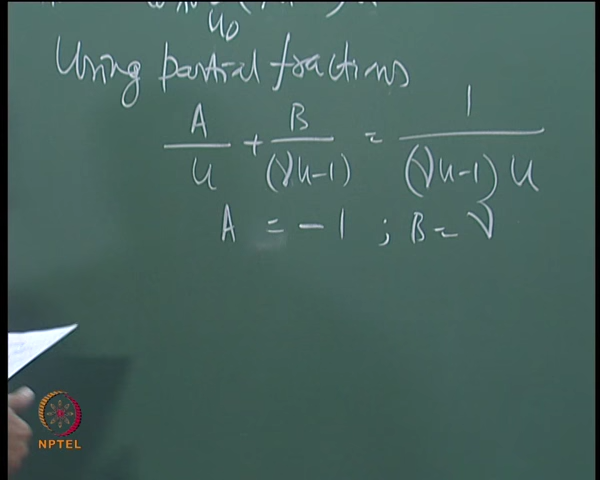 u₀
Using partial fractions
A/u + B/(γu-1) = 1/(γu-1)u
A = -1 ; B = γ
NPTEL